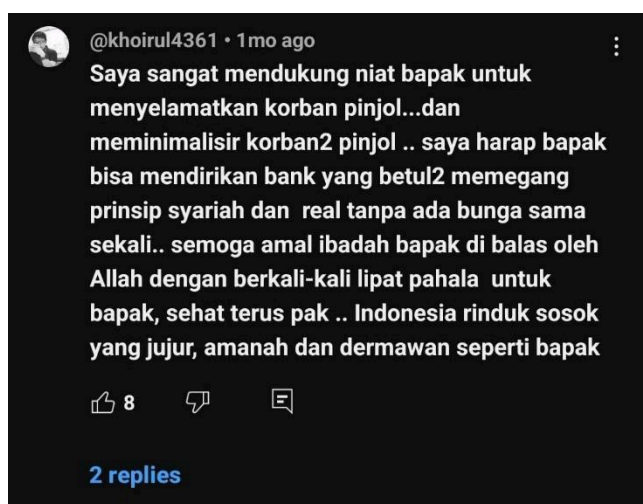 @khoirul4361 • 1mo ago
Saya sangat mendukung niat bapak untuk
menyelamatkan korban pinjol...dan
meminimalisir korban2 pinjol .. saya harap bapak
bisa mendirikan bank yang betul2 memegang
prinsip syariah dan  real tanpa ada bunga sama
sekali.. semoga amal ibadah bapak di balas oleh
Allah dengan berkali-kali lipat pahala  untuk
bapak, sehat terus pak .. Indonesia rinduk sosok
yang jujur, amanah dan dermawan seperti bapak
8
2 replies